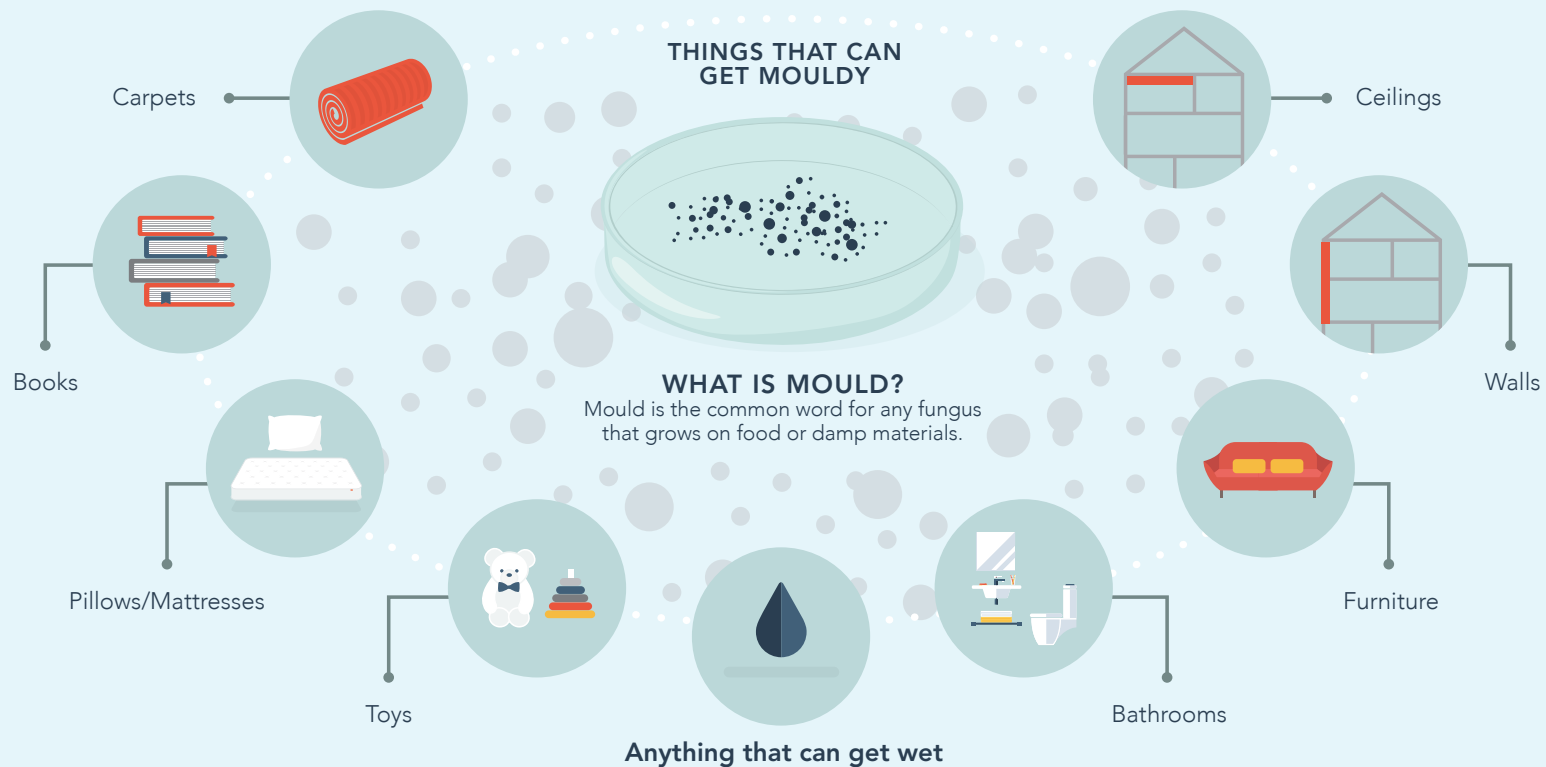 THINGS THAT CAN
GET MOULDY
Carpets
Ceilings
Books
Walls
WHAT IS MOULD?
Mould is the common word for any fungus
that grows on food or damp materials.
Pillows/Mattresses
Furniture
Toys
Bathrooms
Anything that can get wet